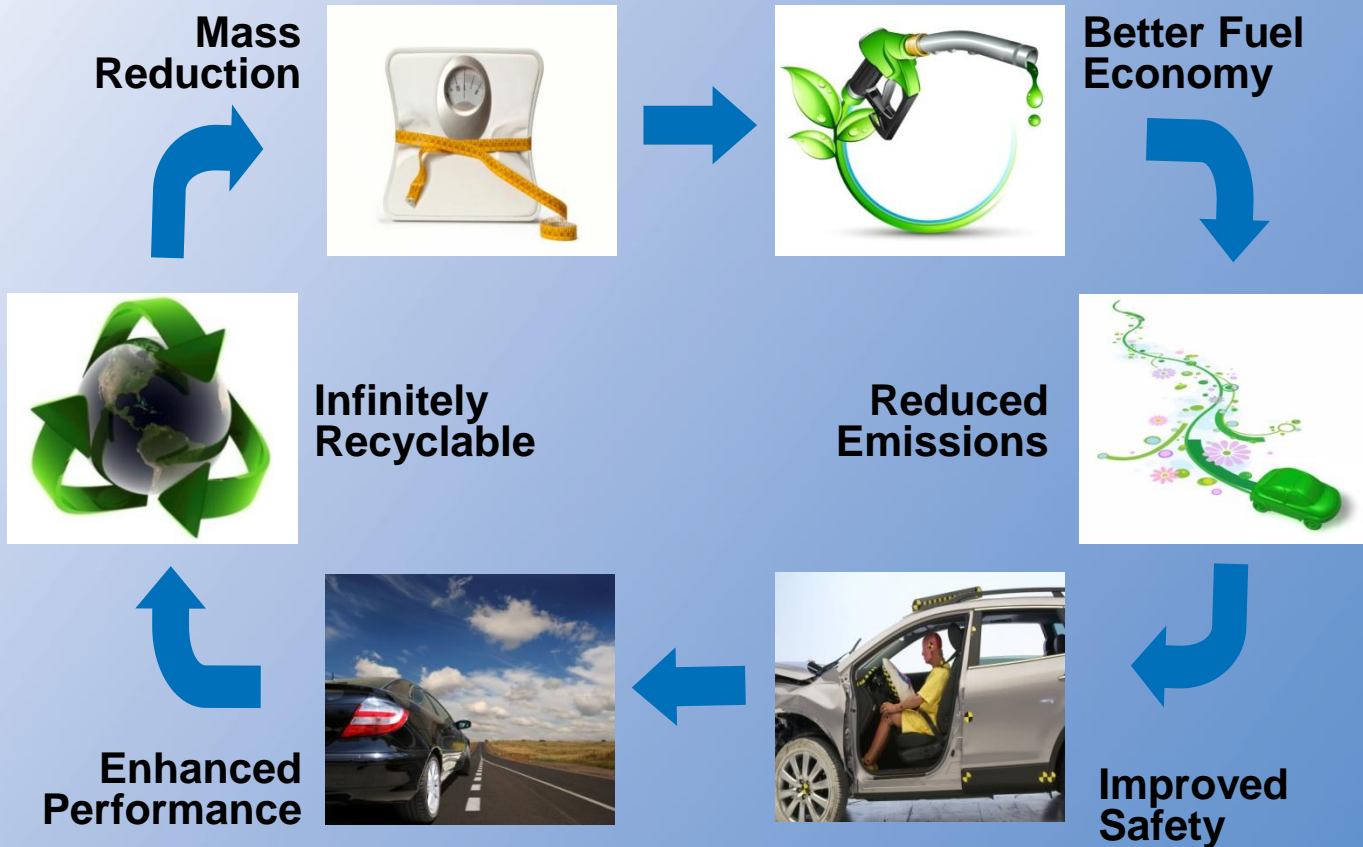 Mass
Reduction
Better Fuel
Economy
Infinitely
Recyclable
Reduced
Emissions
Enhanced
Performance
Improved
Safety